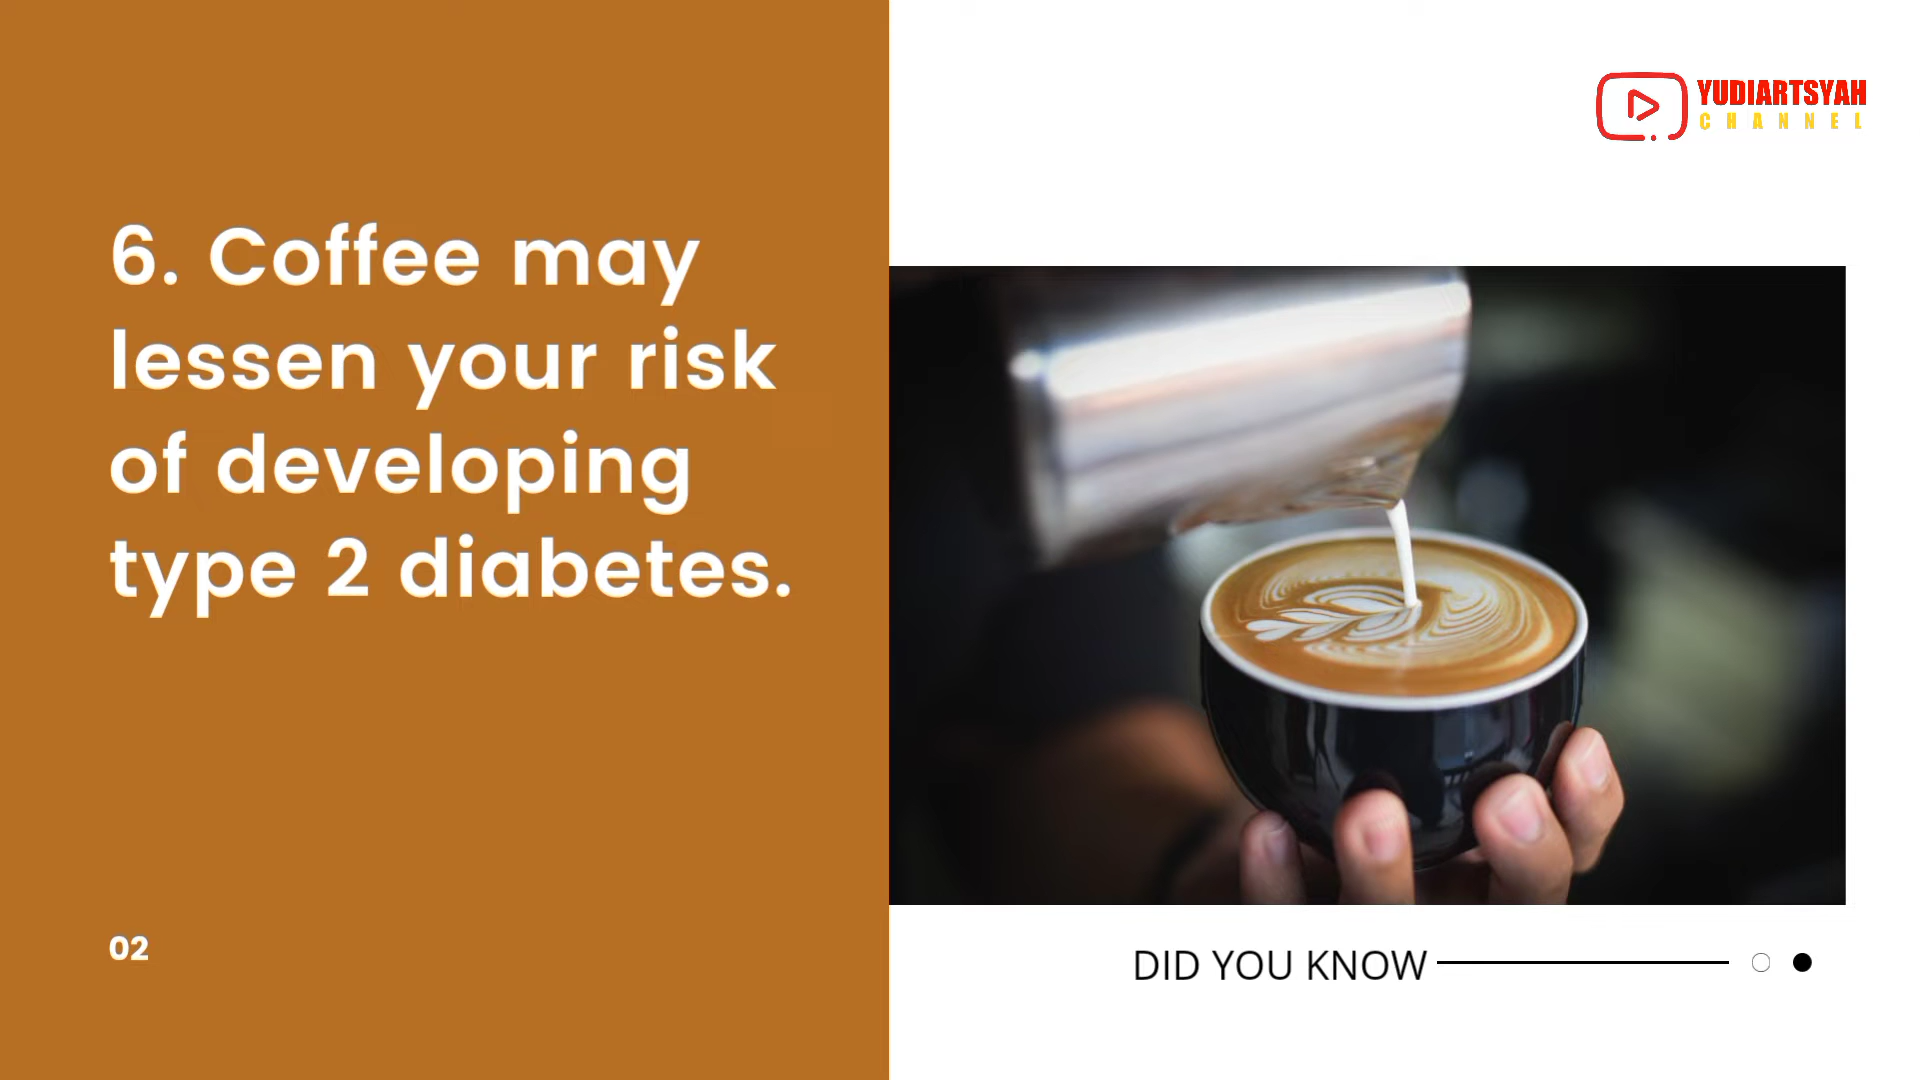 YUDIARTSYAH
CHANNEL
6. Coffee may
lessen your risk
of developing
type 2 diabetes.
02
DID YOU KNOW